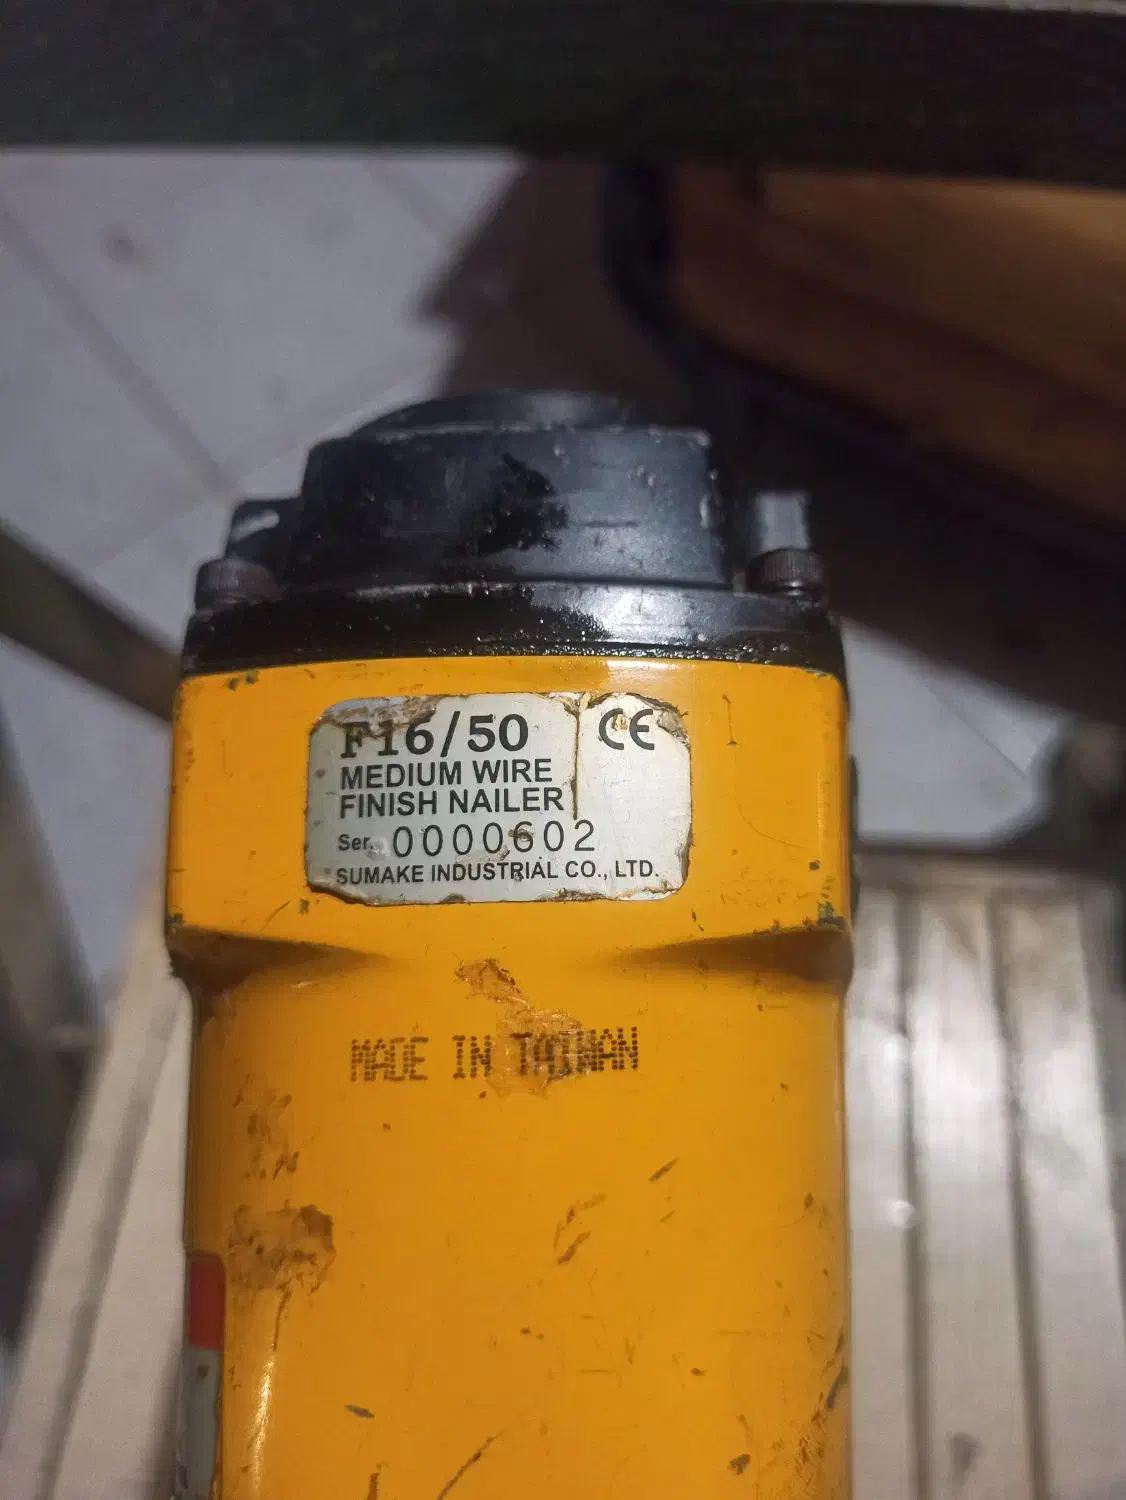 F16/50 CE
MEDIUM WIRE
FINISH NAILER
Ser. 0000602
SUMAKE INDUSTRIAL CO., LTD.
MADE IN TAIWAN